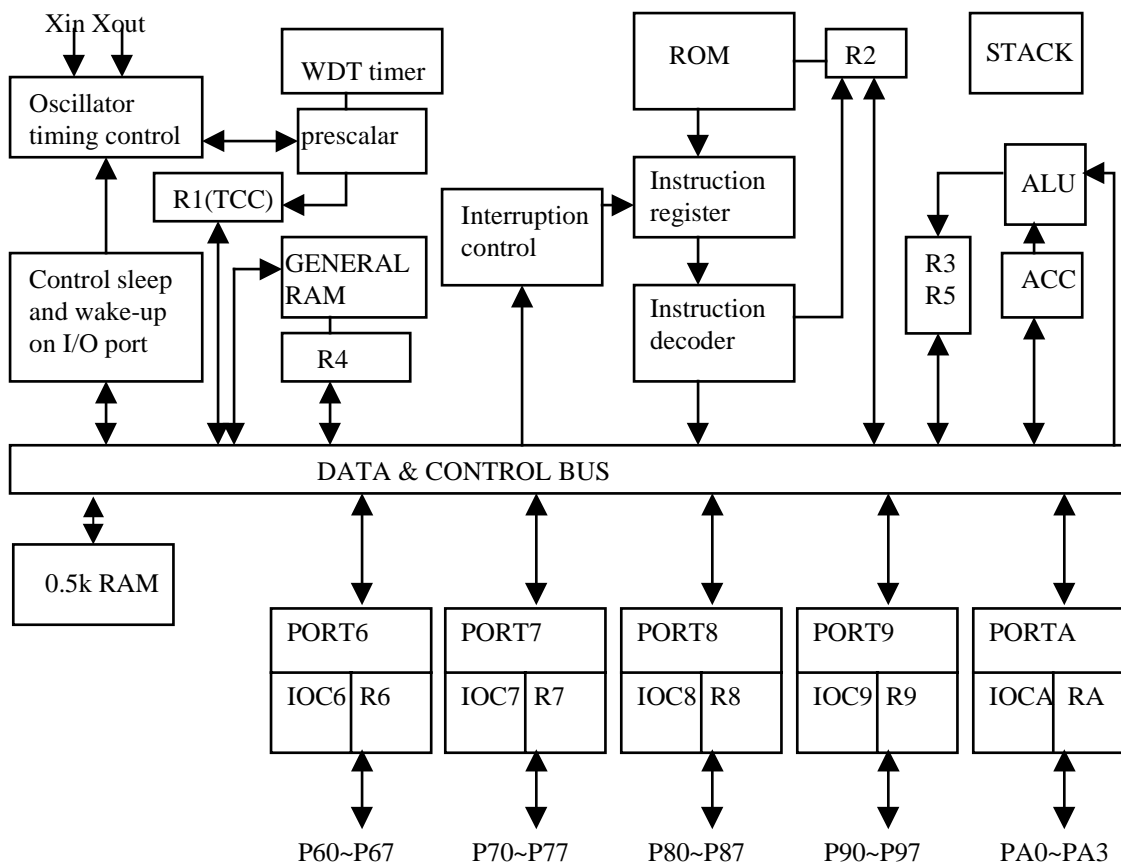 Xin Xout
WDT timer
ROM
R2
STACK
Oscillator
timing control
prescalar
R1(TCC)
Interruption
control
Instruction
register
ALU
Control sleep
and wake-up
on I/O port
GENERAL
RAM
R4
Instruction
decoder
R3
R5
ACC
DATA & CONTROL BUS
0.5k RAM
PORT6
PORT7
PORT8
PORT9
PORTA
IOC6 R6
IOC7 R7
IOC8 R8
IOC9 R9
IOCA RA
P60~P67
P70~P77
P80~P87
P90~P97
PA0~PA3